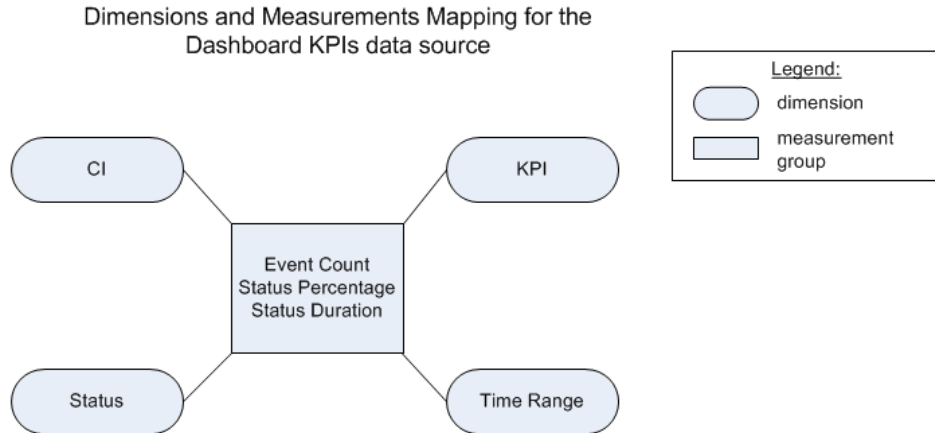 Dimensions and Measurements Mapping for the
Dashboard KPIs data source
Legend:
dimension
measurement
group
CI
KPI
Event Count
Status Percentage
Status Duration
Status
Time Range